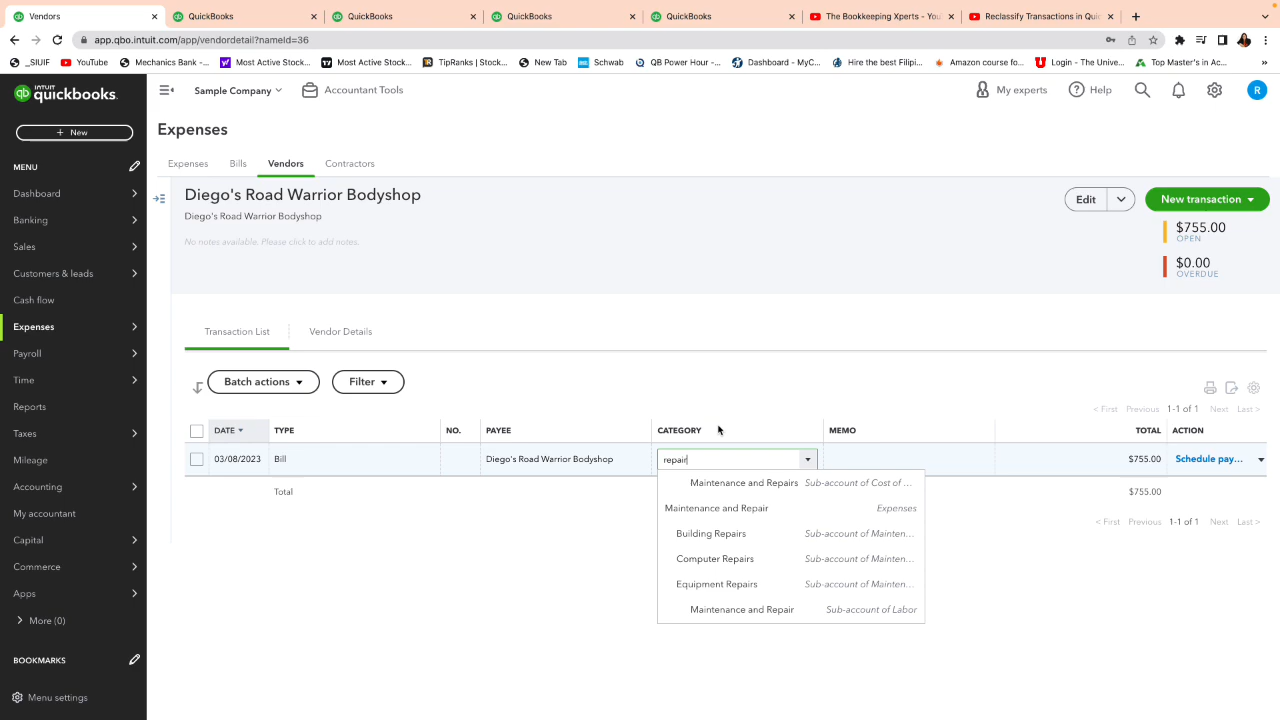 Vendors
QuickBooks
QuickBooks
QuickBooks
QuickBooks
The Bookkeeping Xperts - You
Reclassify Transactions in Quic
app.qbo.intuit.com/app/vendordetail?nameId=36
_SIUIF
YouTube
Mechanics Bank -...
Most Active Stock...
Most Active Stock...
TipRanks | Stock...
New Tab
Schwab
QB Power Hour -...
Dashboard - MyC...
Hire the best Filipi...
Amazon course fo...
Login - The Unive...
Top Master's in Ac...
»
INTUIT
quickbooks.
Sample Company
Accountant Tools
My experts
Help
R
+ New
MENU
Dashboard
Banking
Sales
Customers & leads
Cash flow
Expenses
Payroll
Time
Reports
Taxes
Mileage
Accounting
My accountant
Capital
Commerce
Apps
More (0)
BOOKMARKS
Menu settings
Expenses
Expenses Bills Vendors Contractors
Diego's Road Warrior Bodyshop
Diego's Road Warrior Bodyshop
No notes available. Please click to add notes.
Edit
New transaction
$755.00
OPEN
$0.00
OVERDUE
Transaction List Vendor Details
Batch actions Filter
< First Previous 1-1 of 1 Next Last >
DATE TYPE NO. PAYEE CATEGORY MEMO TOTAL ACTION
03/08/2023 Bill Diego's Road Warrior Bodyshop repair $755.00 Schedule pay...
Total $755.00
Maintenance and Repairs Sub-account of Cost of ...
Maintenance and Repair Expenses
Building Repairs Sub-account of Mainten...
Computer Repairs Sub-account of Mainten...
Equipment Repairs Sub-account of Mainten...
Maintenance and Repair Sub-account of Labor
< First Previous 1-1 of 1 Next Last >